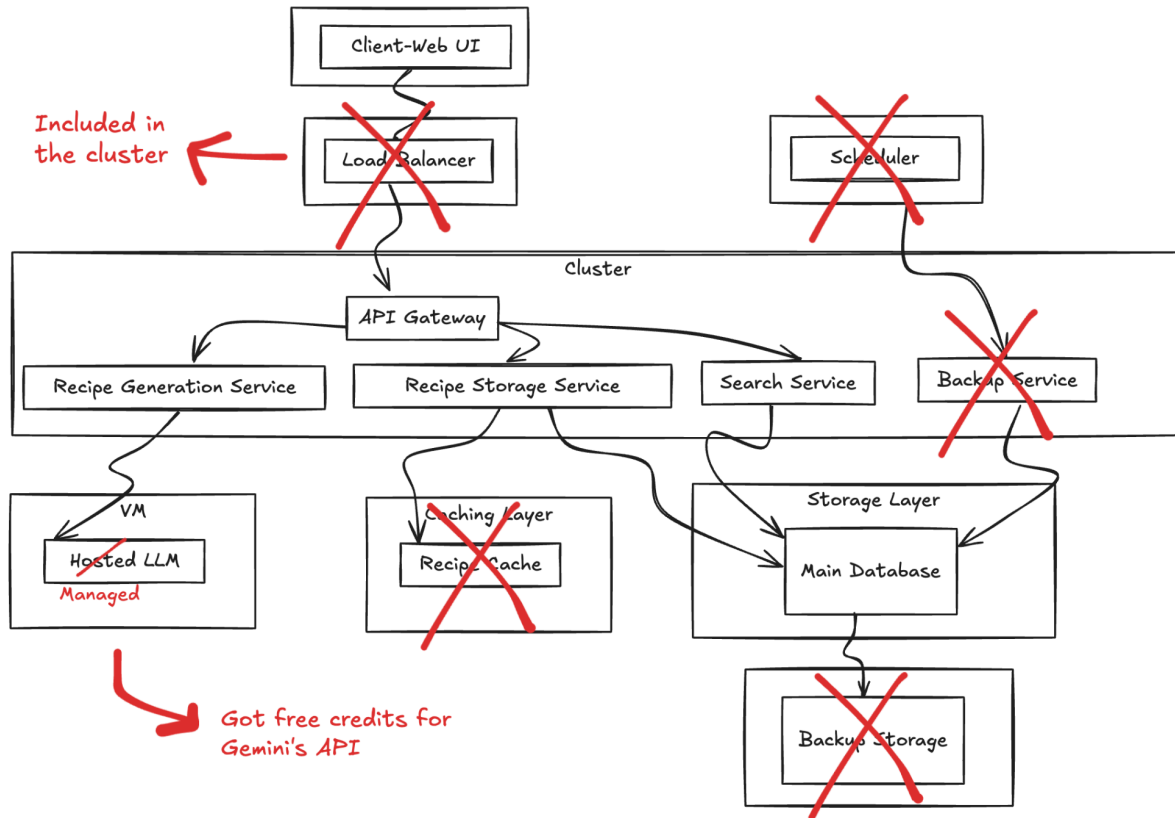 Client-Web UI
Included in
the cluster
Load Balancer
Scheduler
Cluster
API Gateway
Recipe Generation Service
Recipe Storage Service
Search Service
Backup Service
VM
Hosted LLM
Managed
Caching Layer
Recipe Cache
Storage Layer
Main Database
Got free credits for
Gemini's API
Backup Storage